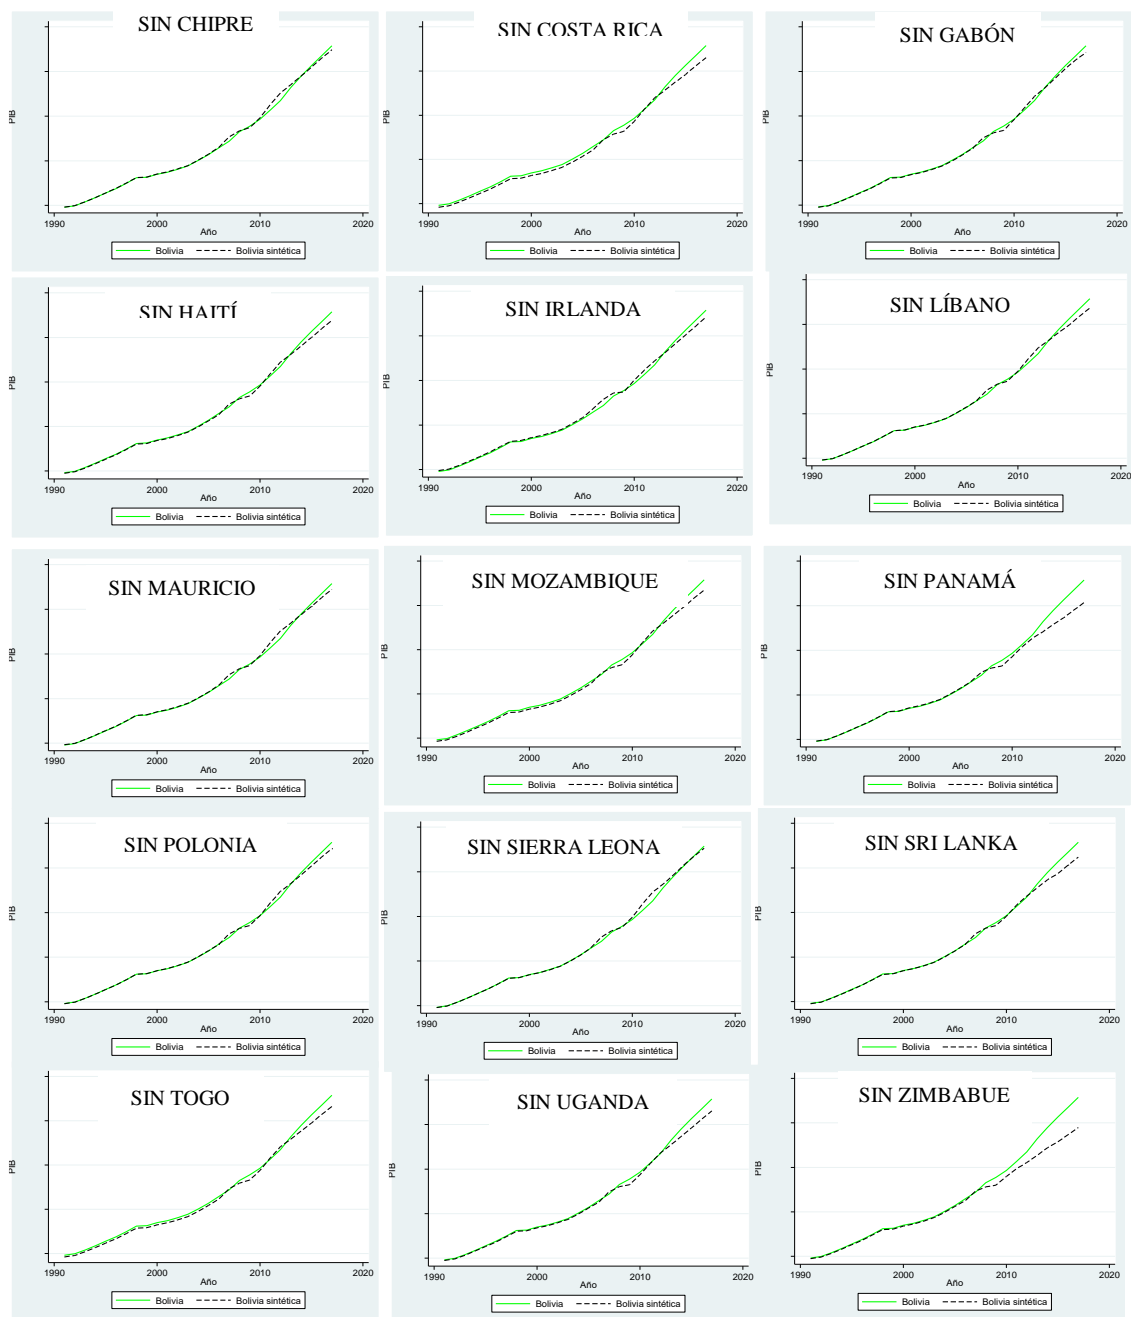 SIN CHIPRE
PIB
1990 2000 2010 2020
Año
Bolivia Bolivia sintética
SIN COSTA RICA
PIB
1990 2000 2010 2020
Año
Bolivia Bolivia sintética
SIN GABÓN
PIB
1990 2000 2010 2020
Año
Bolivia Bolivia sintética
SIN HAITÍ
PIB
1990 2000 2010 2020
Año
Bolivia Bolivia sintética
SIN IRLANDA
PIB
1990 2000 2010 2020
Año
Bolivia Bolivia sintética
SIN LÍBANO
PIB
1990 2000 2010 2020
Año
Bolivia Bolivia sintética
SIN MAURICIO
PIB
1990 2000 2010 2020
Año
Bolivia Bolivia sintética
SIN MOZAMBIQUE
PIB
1990 2000 2010 2020
Año
Bolivia Bolivia sintética
SIN PANAMÁ
PIB
1990 2000 2010 2020
Año
Bolivia Bolivia sintética
SIN POLONIA
PIB
1990 2000 2010 2020
Año
Bolivia Bolivia sintética
SIN SIERRA LEONA
PIB
1990 2000 2010 2020
Año
Bolivia Bolivia sintética
SIN SRI LANKA
PIB
1990 2000 2010 2020
Año
Bolivia Bolivia sintética
SIN TOGO
PIB
1990 2000 2010 2020
Año
Bolivia Bolivia sintética
SIN UGANDA
PIB
1990 2000 2010 2020
Año
Bolivia Bolivia sintética
SIN ZIMBABUE
PIB
1990 2000 2010 2020
Año
Bolivia Bolivia sintética